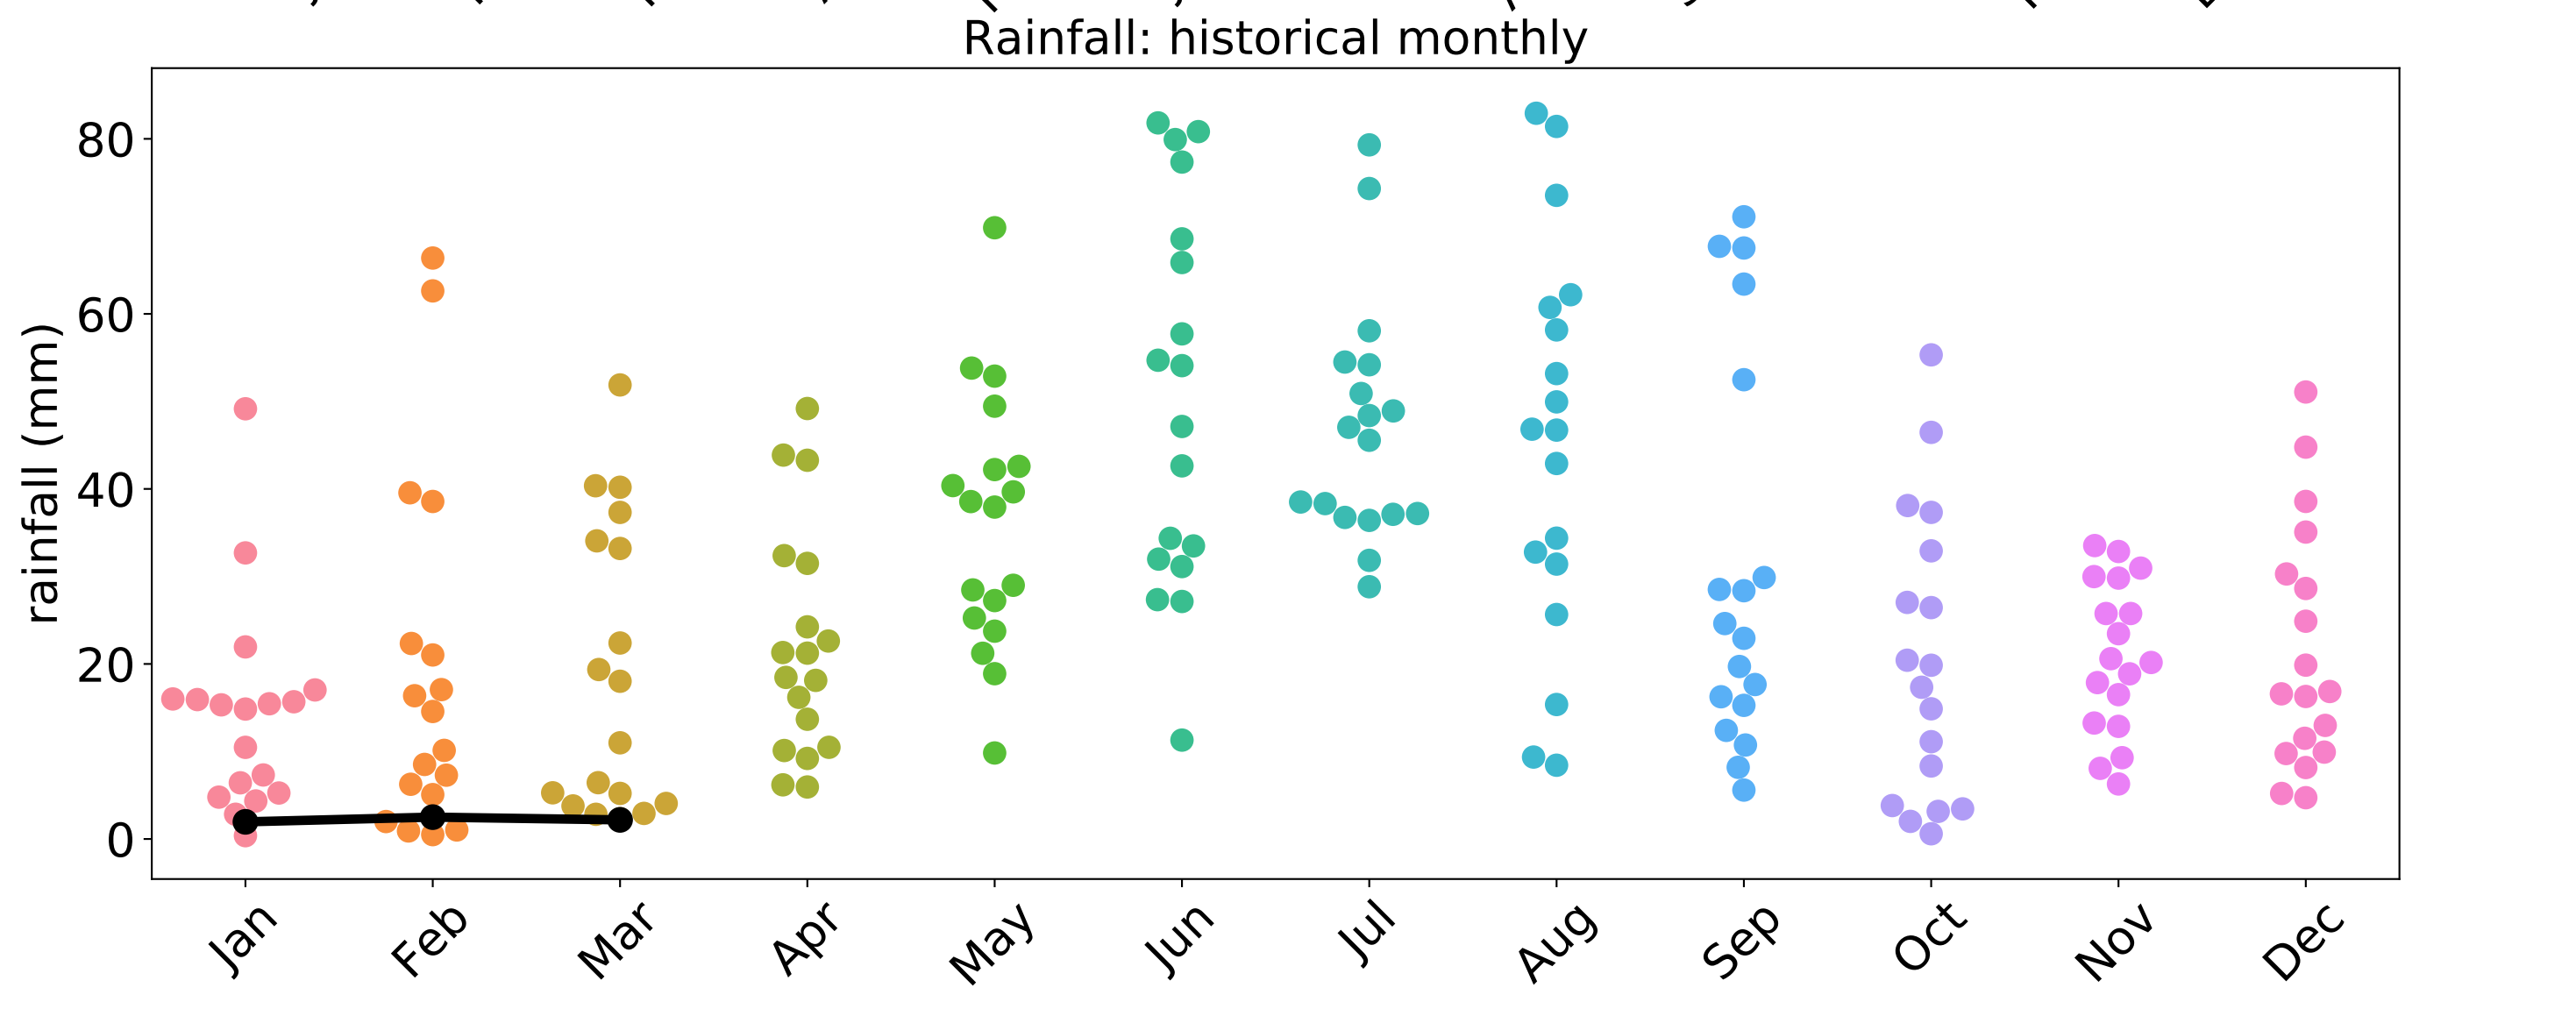 Rainfall: historical monthly
rainfall (mm)
80
60
40
20
0
Jan
Feb
Mar
Apr
May
Jun
Jul
Aug
Sep
Oct
Nov
Dec